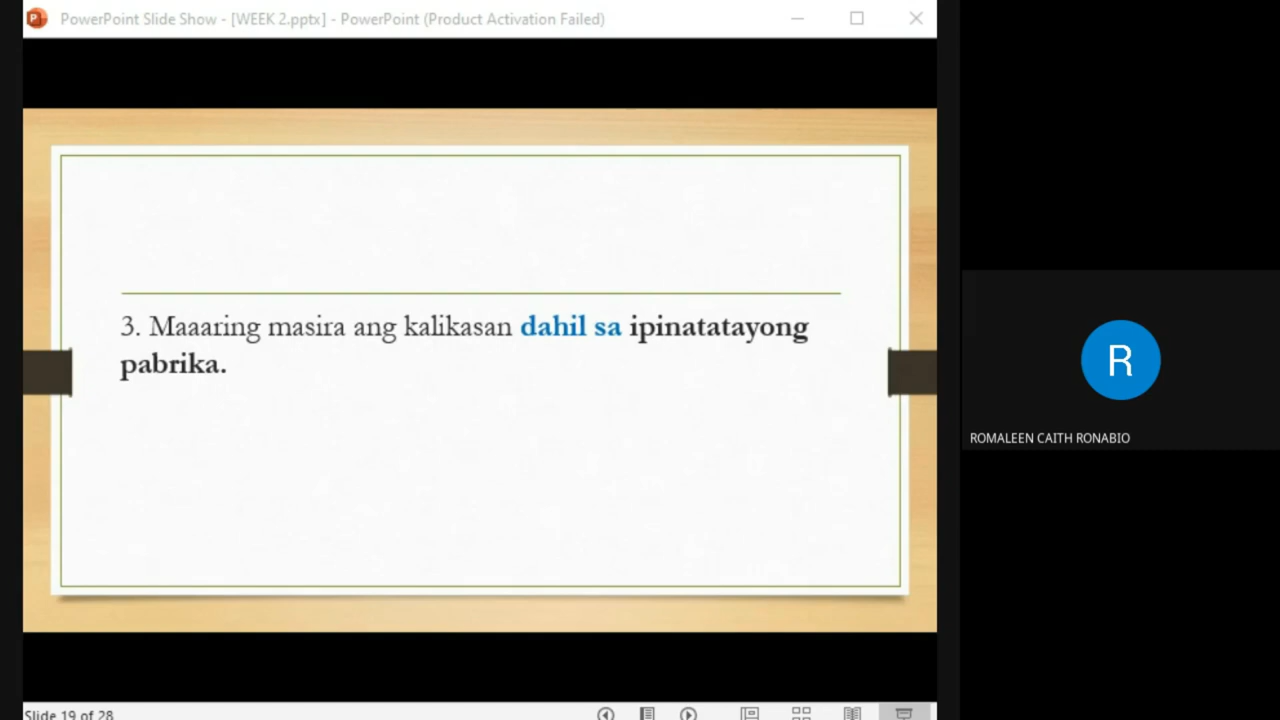 PowerPoint Slide Show - [WEEK 2.pptx] - PowerPoint (Product Activation Failed)
3. Maaaring masira ang kalikasan dahil sa ipinatatayong
pabrika.
R
ROMALEEN CAITH RONABIO
Slide 19 of 28